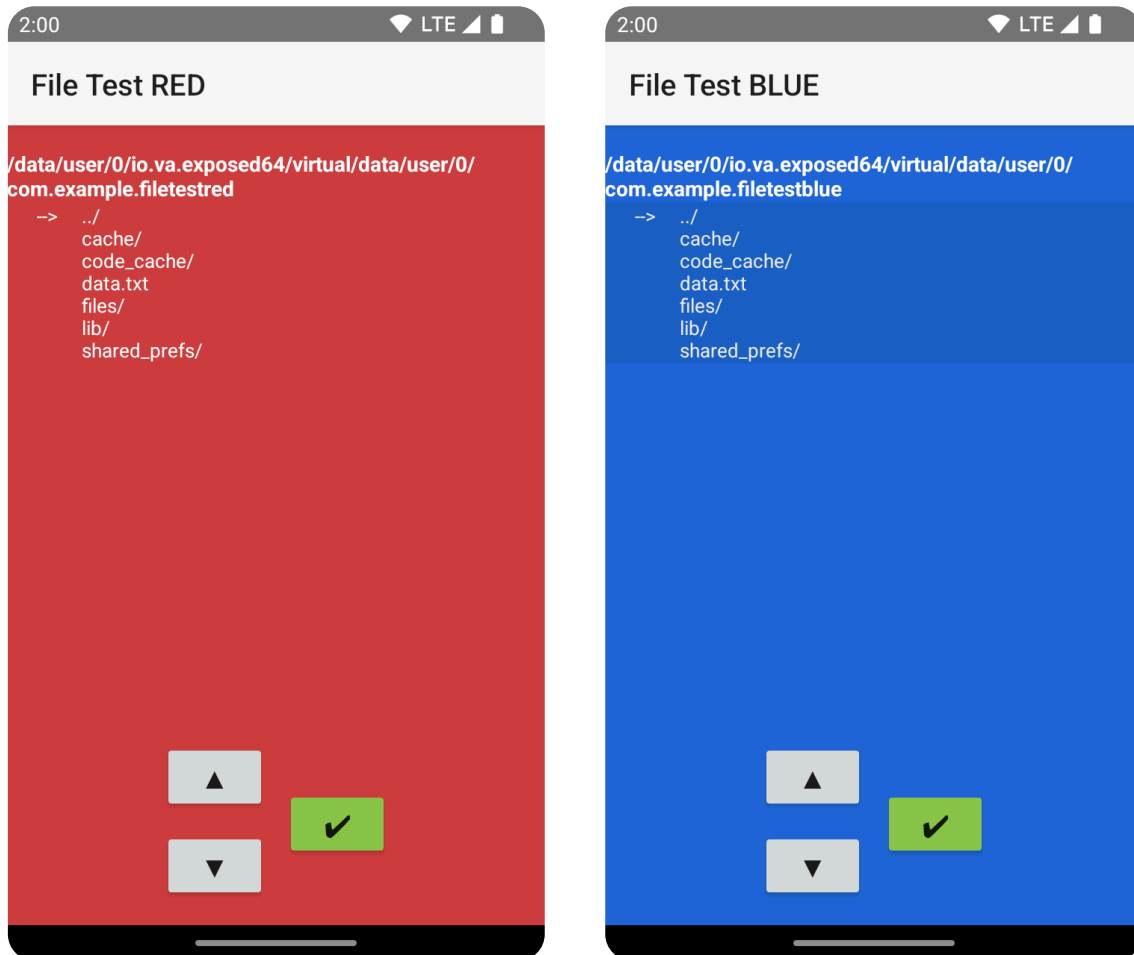 2:00
LTE
File Test RED
/data/user/0/io.va.exposed64/virtual/data/user/0/
com.example.filetestred
--> ../
cache/
code_cache/
data.txt
files/
lib/
shared_prefs/
2:00
LTE
File Test BLUE
/data/user/0/io.va.exposed64/virtual/data/user/0/
com.example.filetestblue
--> ../
cache/
code_cache/
data.txt
files/
lib/
shared_prefs/